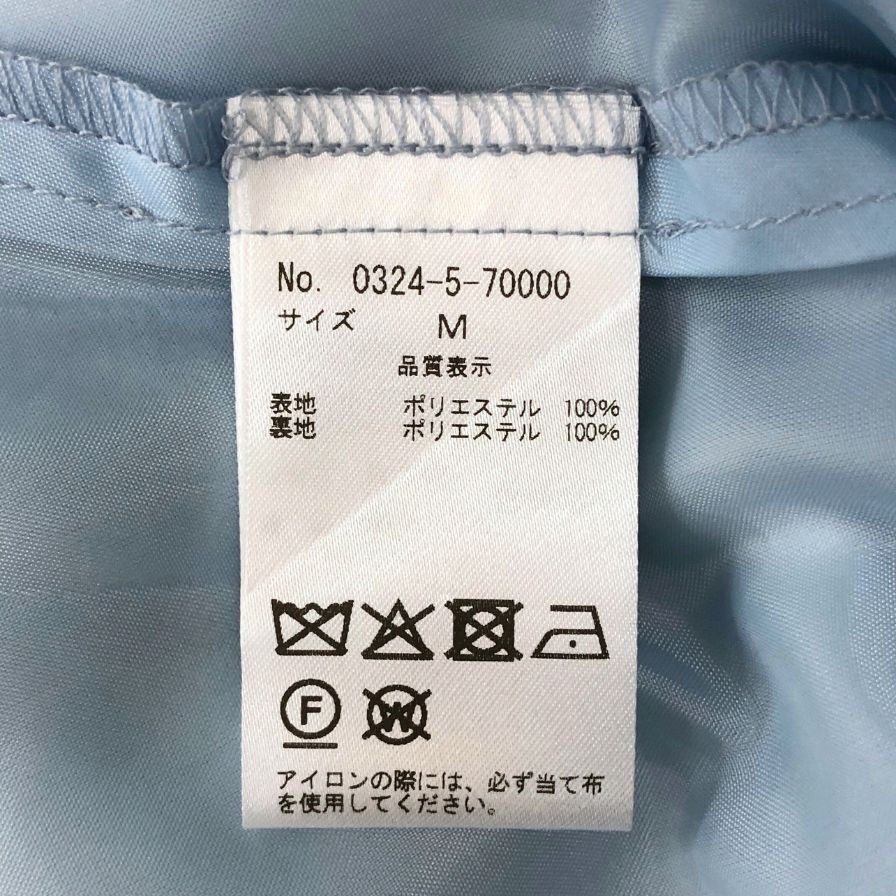 No. 0324-5-70000
サイズ M
品質表示
表地 ポリエステル 100%
裏地 ポリエステル 100%
F W
アイロンの際には、必ず当て布
を使用してください。